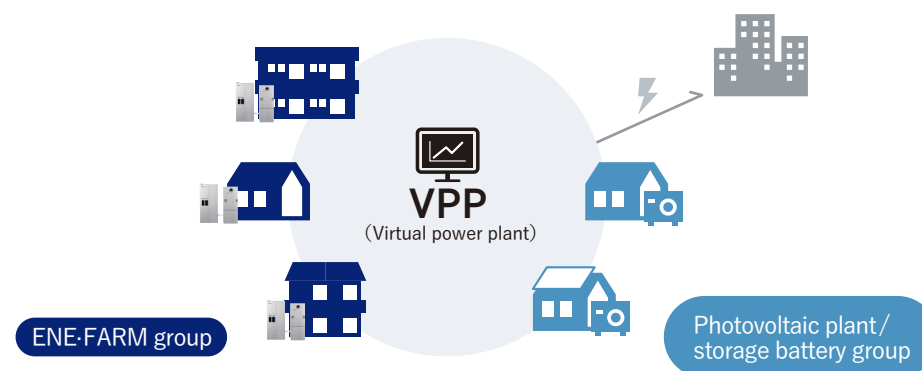 VPP
（Virtual power plant）
ENE·FARM group
Photovoltaic plant /
storage battery group